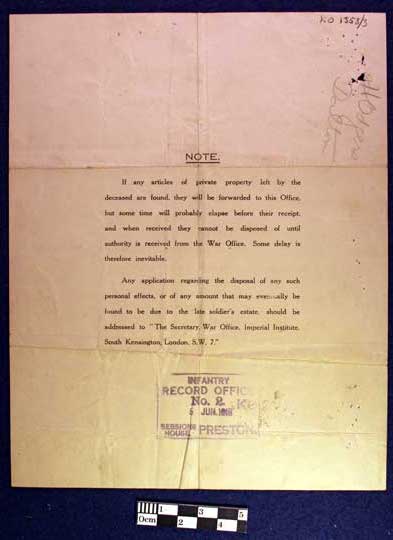 KO 1358/3
NOTE.
If any articles of private property left by the
deceased are found, they will be forwarded to this Office,
but some time will probably elapse before their receipt,
and when received they cannot be disposed of until
authority is received from the War Office. Some delay is
therefore inevitable.
Any application regarding the disposal of any such
personal effects, or of any amount that may eventually be
found to be due to the late soldier's estate, should be
addressed to "The Secretary, War Office, Imperial Institute,
South Kensington, London, S.W. 7."
INFANTRY
RECORD OFFICE
No. 2
5 JUN.
SESSIONS
HOUSE PRESTON
0cm 1 2 3 4 5